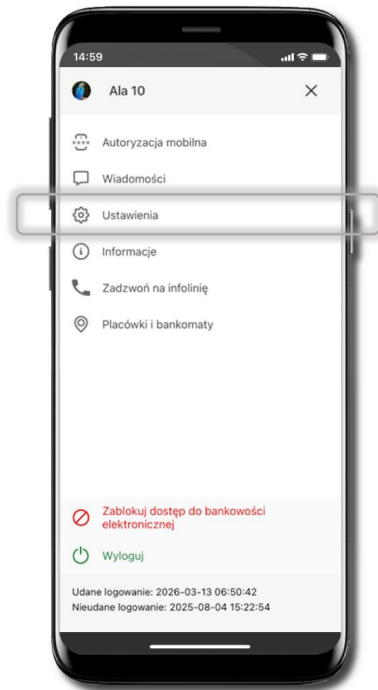 14:59
Ala 10
Autoryzacja mobilna
Wiadomości
Ustawienia
Informacje
Zadzwoń na infolinię
Placówki i bankomaty
Zablokuj dostęp do bankowości
elektronicznej
Wyloguj
Udane logowanie: 2026-03-13 06:50:42
Nieudane logowanie: 2025-08-04 15:22:54